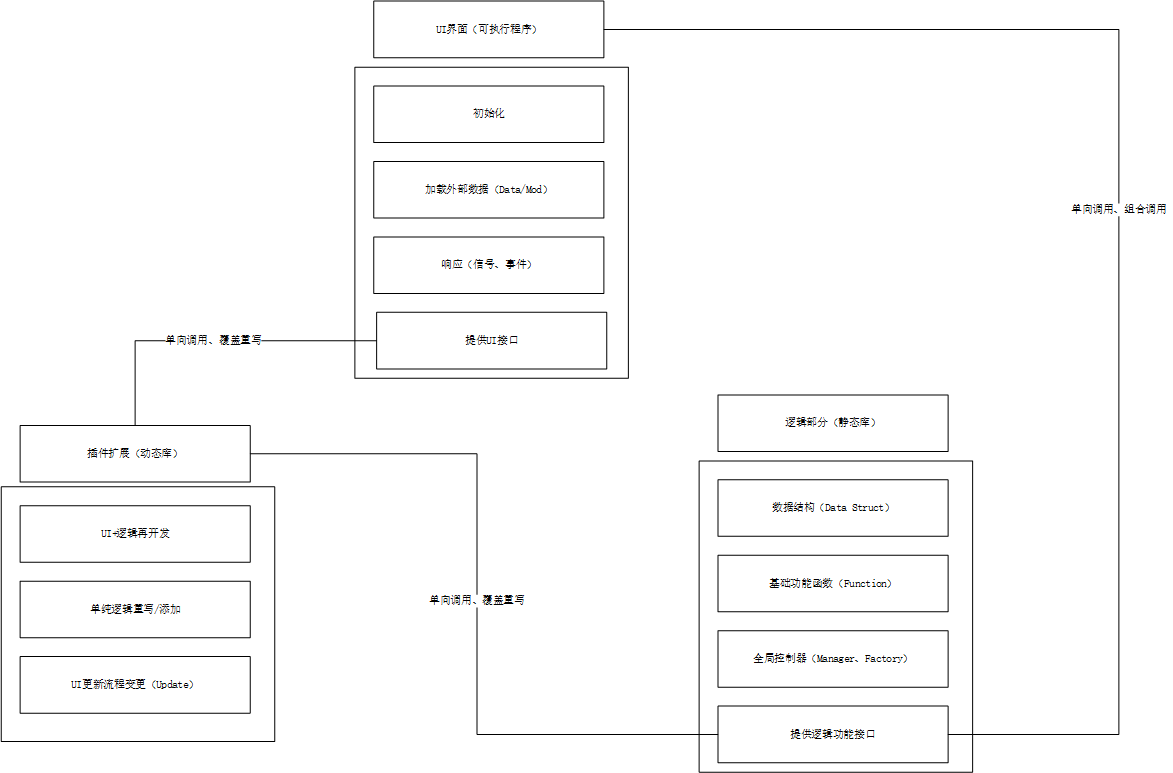 UI界面（可执行程序）
初始化
加载外部数据（Data/Mod）
响应（信号、事件）
提供UI接口
单向调用、组合调用
单向调用、覆盖重写
插件扩展（动态库）
UI+逻辑再开发
单纯逻辑重写/添加
UI更新流程变更（Update）
单向调用、覆盖重写
逻辑部分（静态库）
数据结构（Data Struct）
基础功能函数（Function）
全局控制器（Manager、Factory）
提供逻辑功能接口